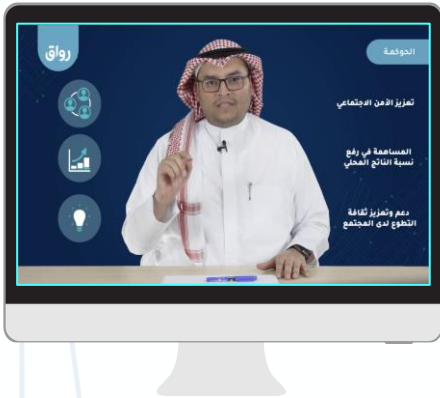 الحوكمة
رواق
تعزيز الأمن الاجتماعي
المساهمة في رفع
نسبة الناتج المحلي
دعم وتعزيز ثقافة
التطوع لدى المجتمع